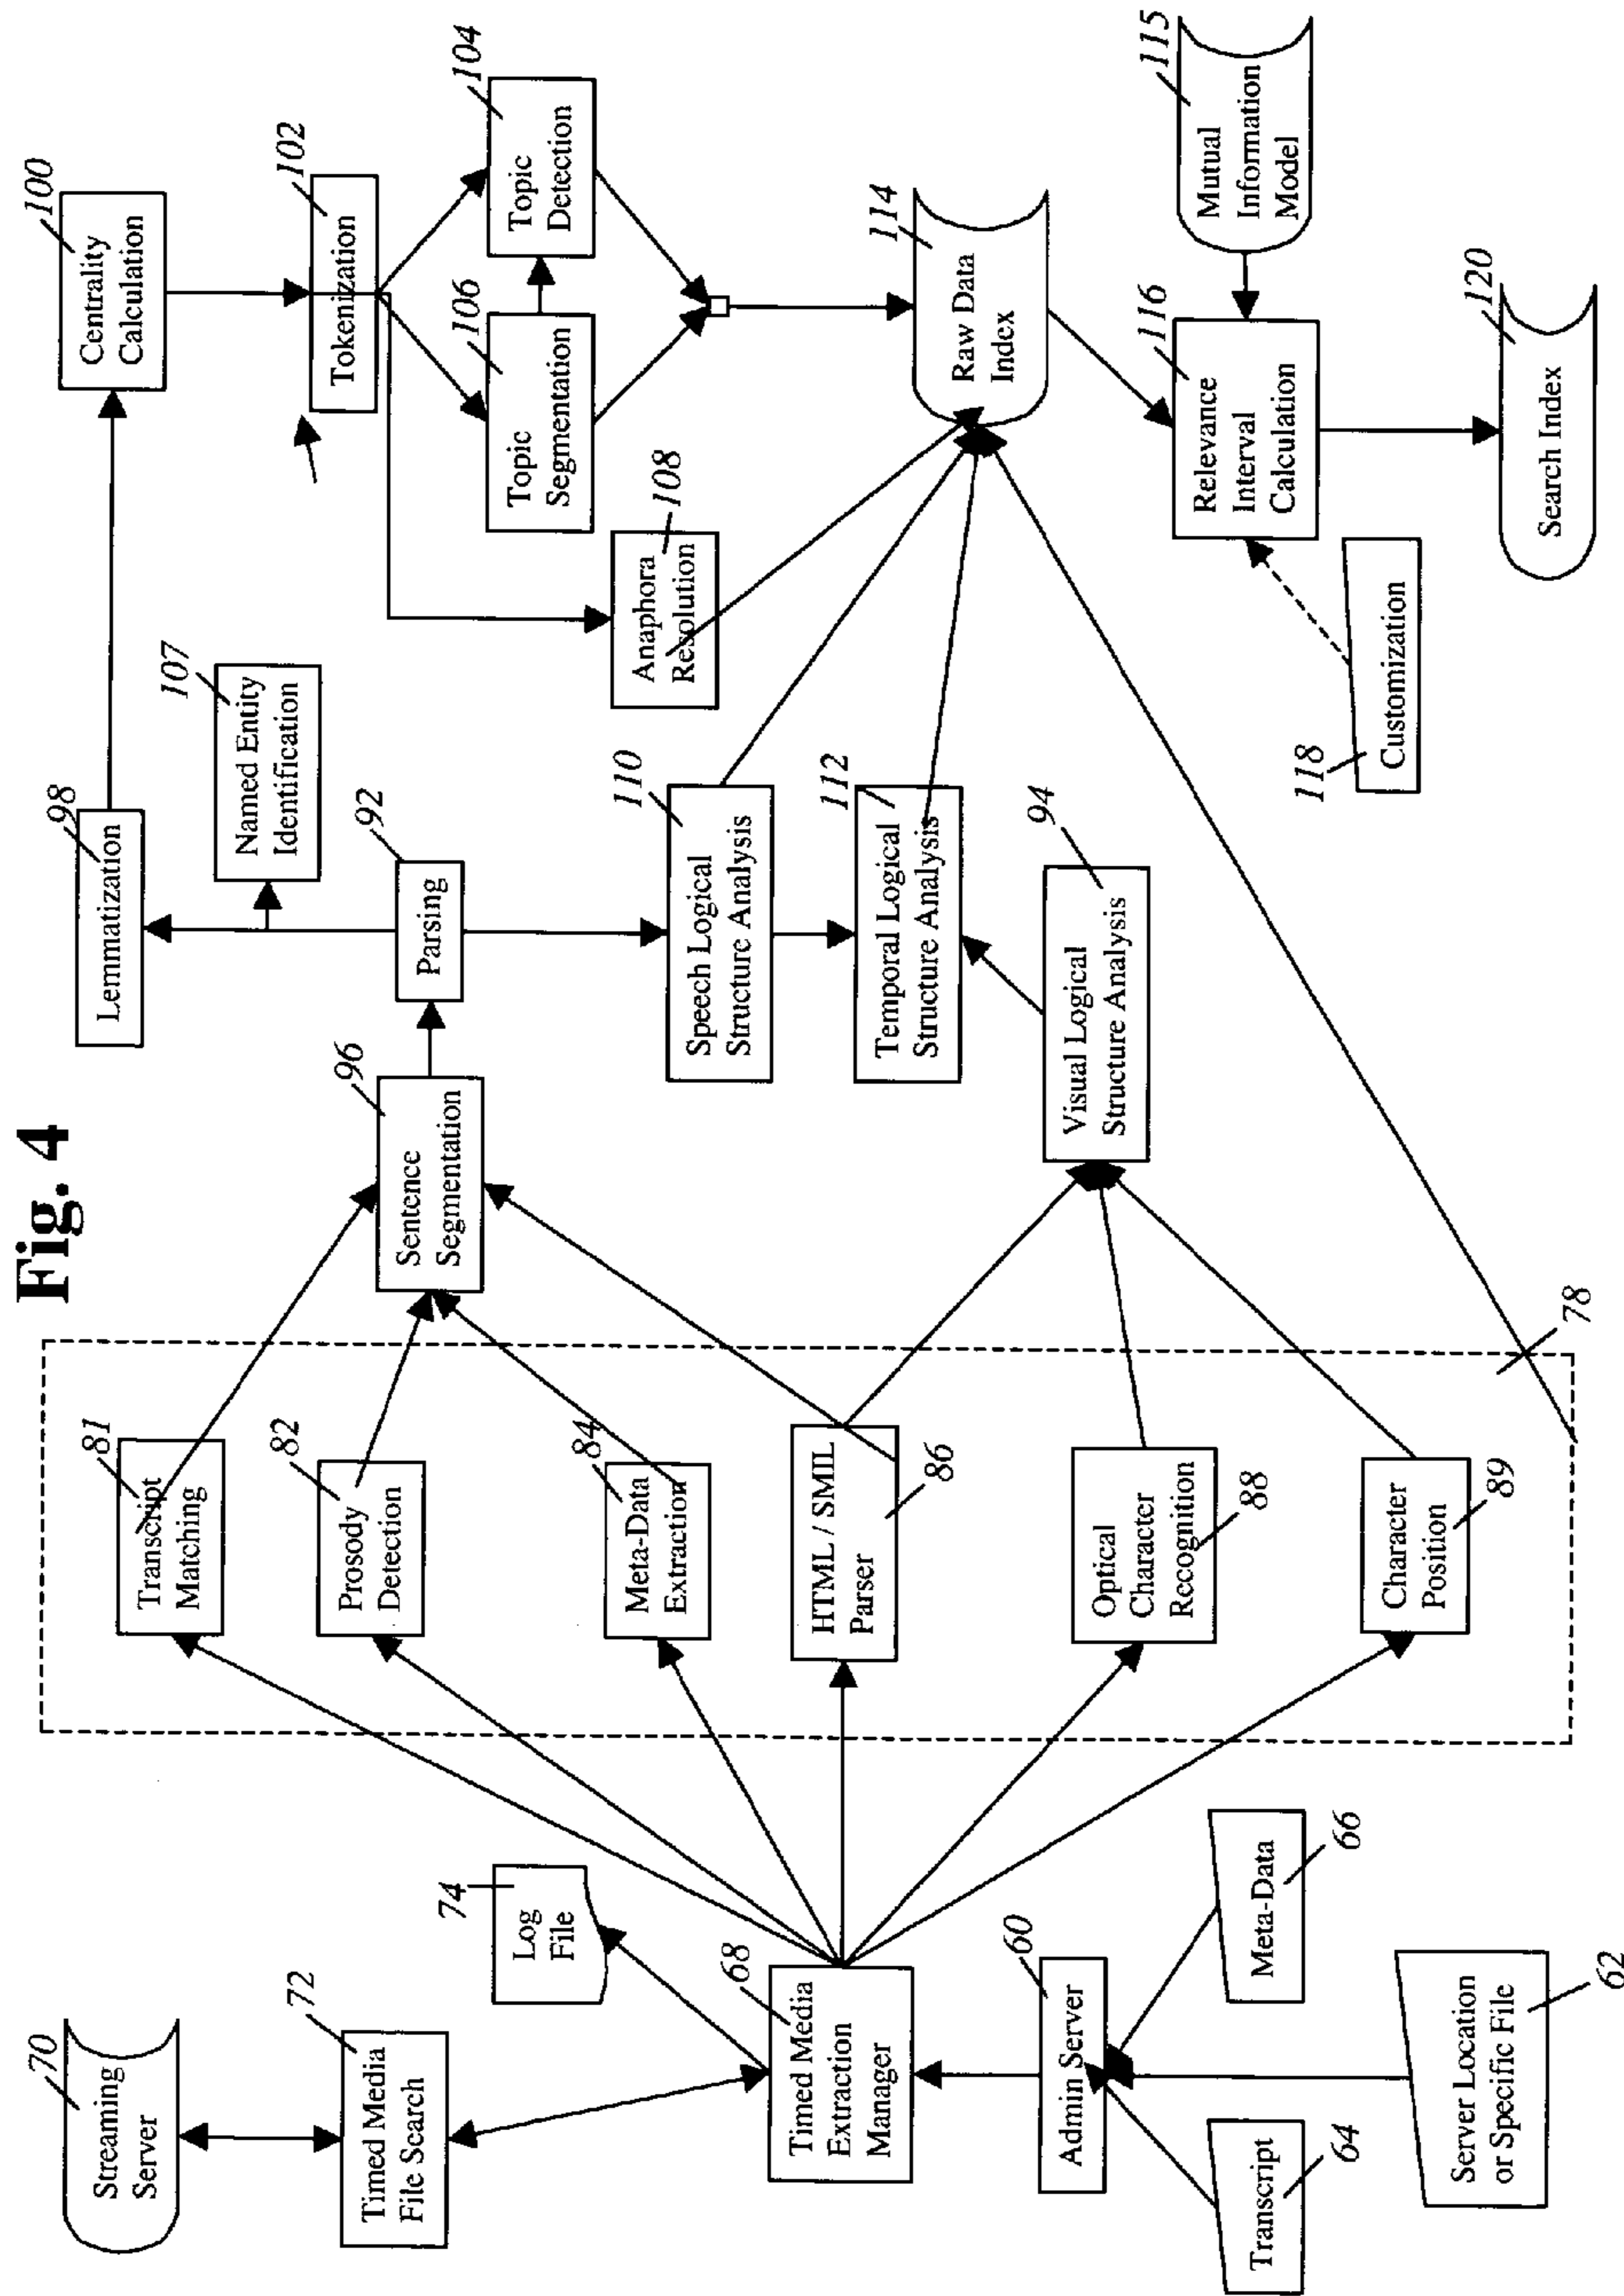 Fig. 4
70
Streaming
Server
72
Timed Media
File Search
74
Log
File
68
Timed Media
Extraction
Manager
60
Admin Server
Transcript
64
Meta-Data
66
Server Location
or Specific File
62
81
Transcript
Matching
82
Prosody
Detection
84
Meta-Data
Extraction
HTML / SMIL
Parser
86
Optical
Character
Recognition
88
Character
Position
89
78
96
Sentence
Segmentation
92
Parsing
98
Lemmatization
107
Named Entity
Identification
110
Speech Logical
Structure Analysis
112
Temporal Logical
Structure Analysis
94
Visual Logical
Structure Analysis
100
Centrality
Calculation
102
Tokenization
104
Topic
Detection
106
Topic
Segmentation
108
Anaphora
Resolution
114
Raw Data
Index
115
Mutual
Information
Model
116
Relevance
Interval
Calculation
118
Customization
120
Search Index